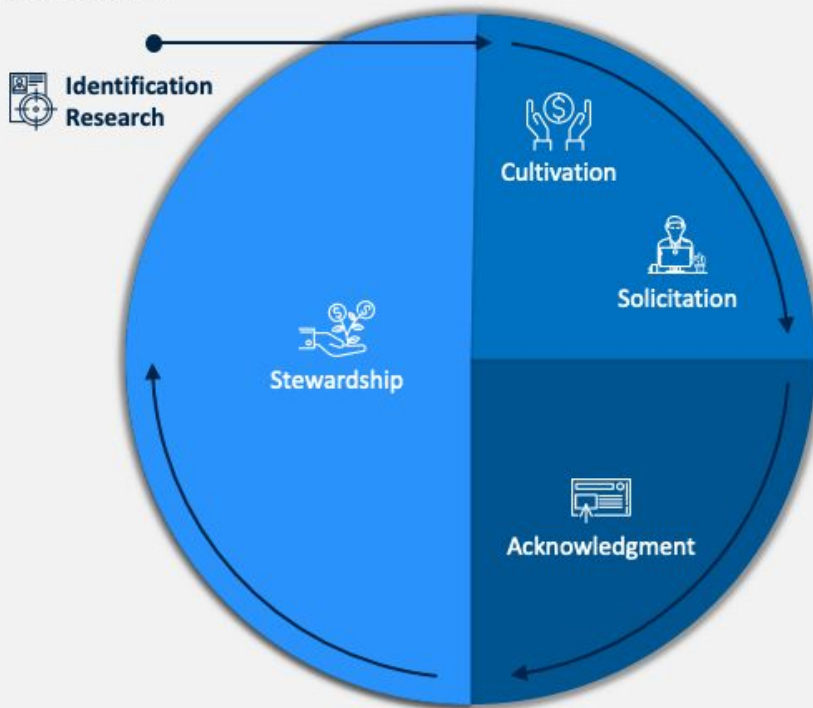 Identification
Research
Cultivation
Solicitation
Stewardship
Acknowledgment